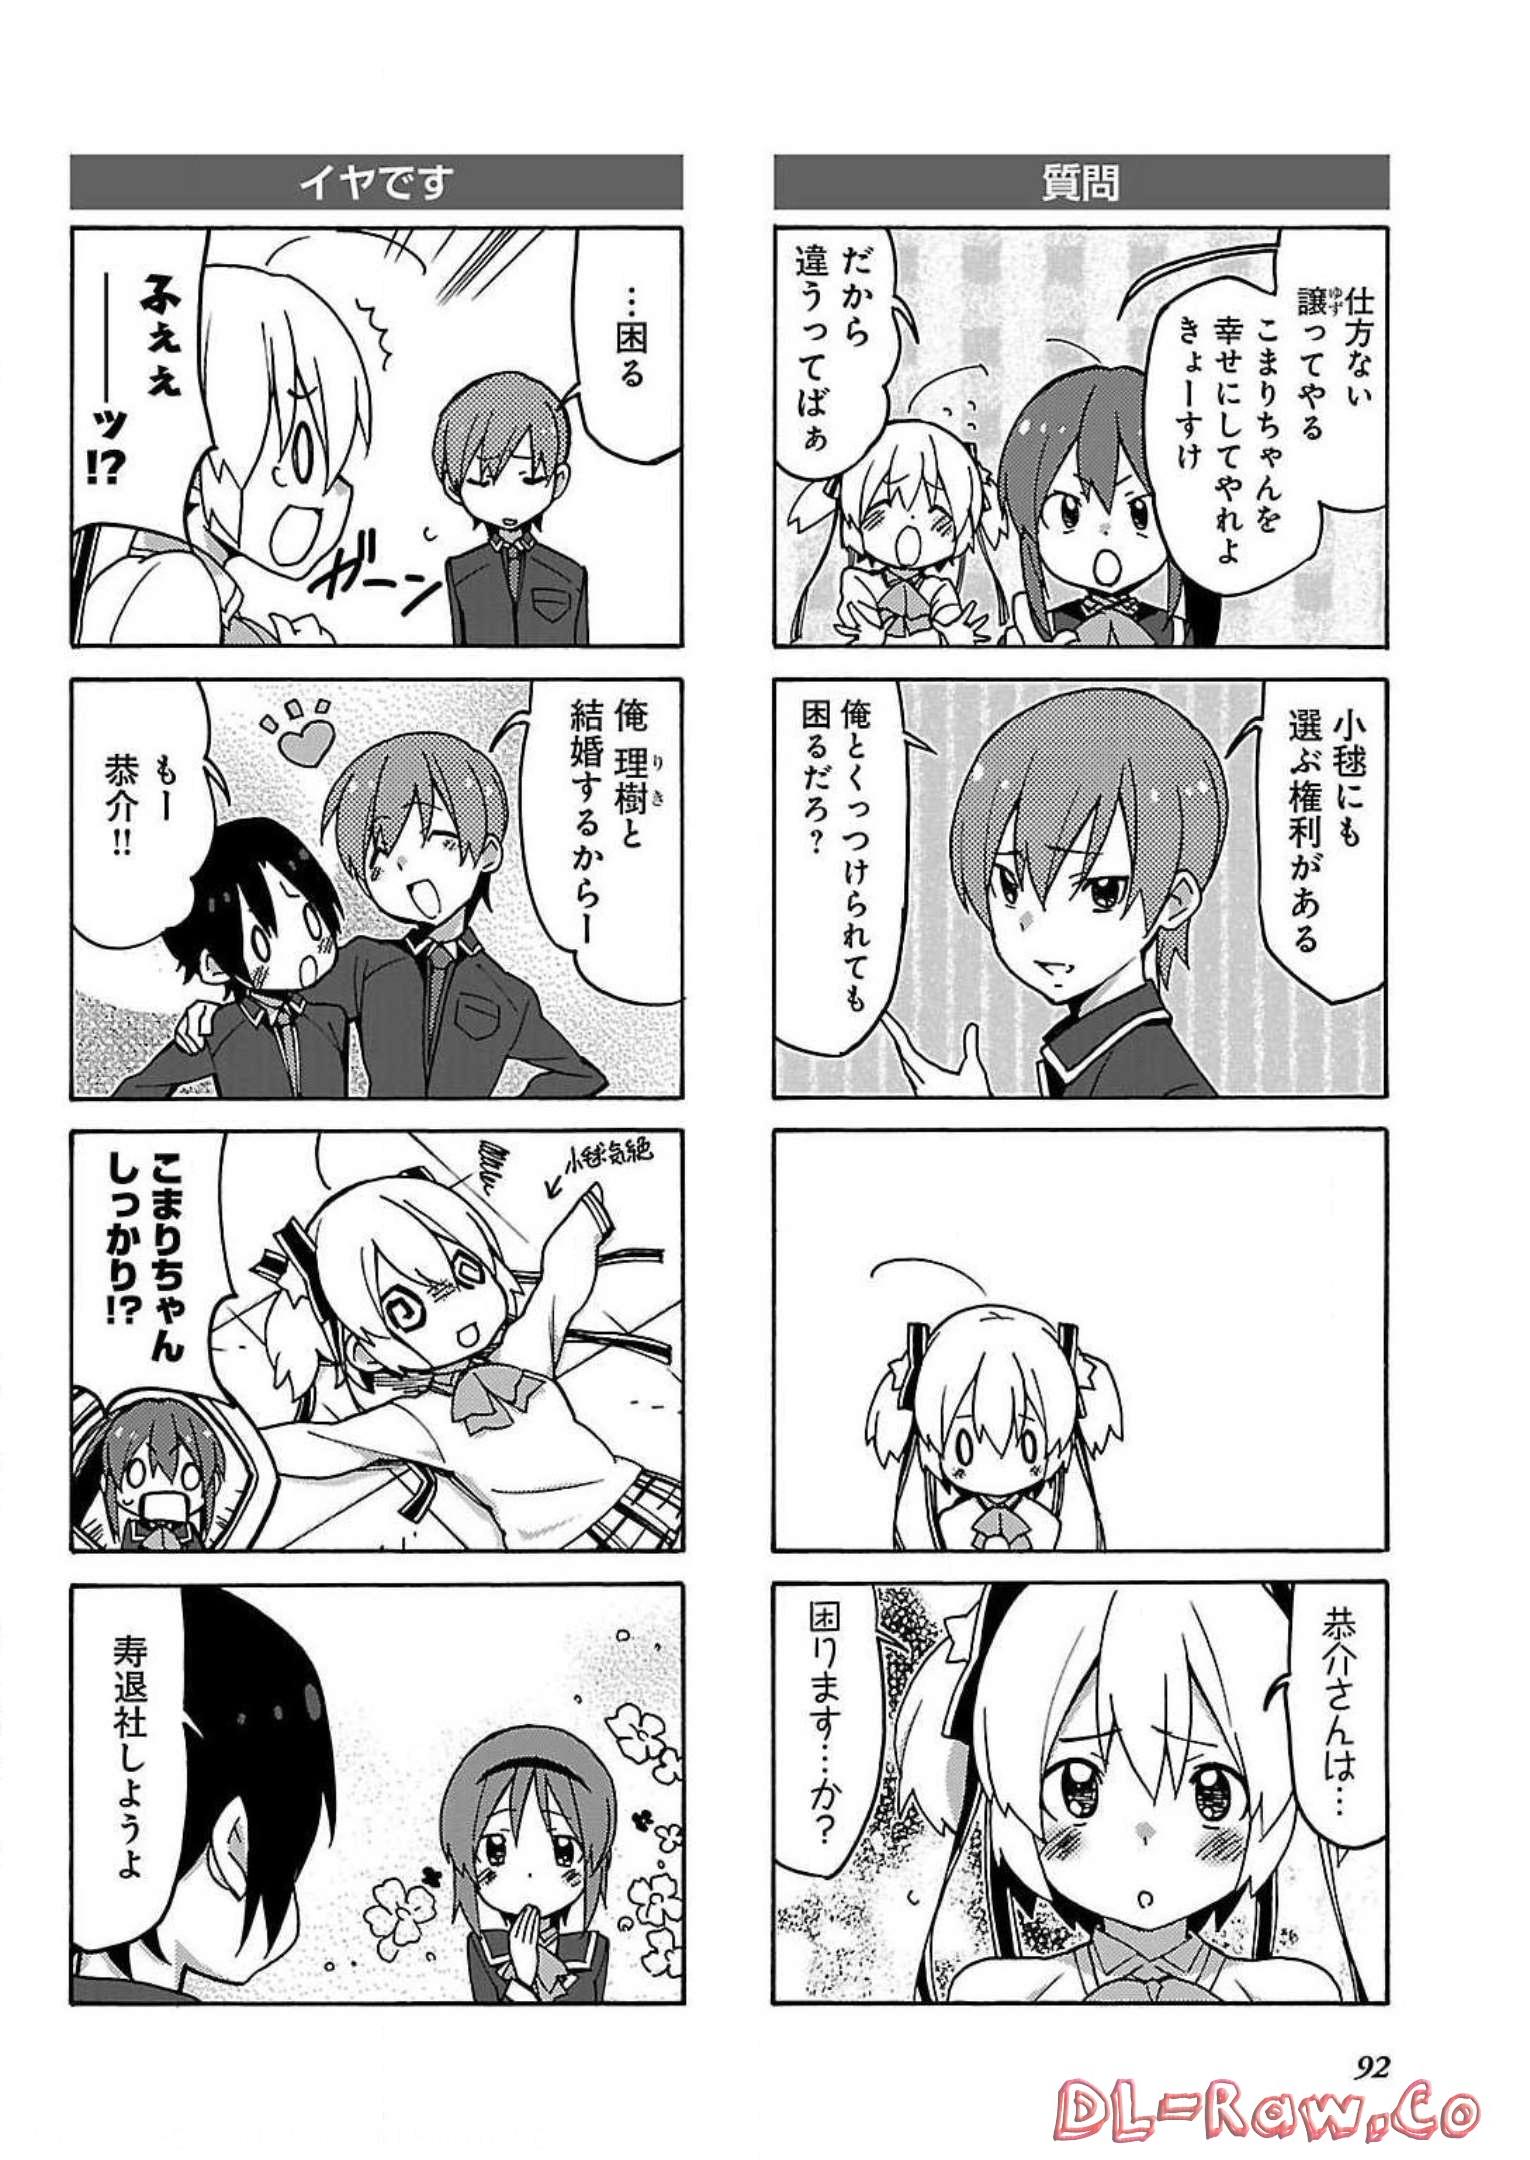 質問
仕方ない
譲ってやる
ゆず
こまりちゃんを
幸せにしてやれよ
きょーすけ
だから
違うってばぁ
小毬にも
選ぶ権利がある
俺とくっつけられても
困るだろ?
恭介さんは…
困ります…か?
イヤです
…困る
ふぇぇ
――ッ!?
ガーン
俺 理樹と
りき
結婚するからー
もー
恭介!!
小毬気絶
こまりちゃん
しっかり!?
寿退社しようよ
92
DL-Raw.Co